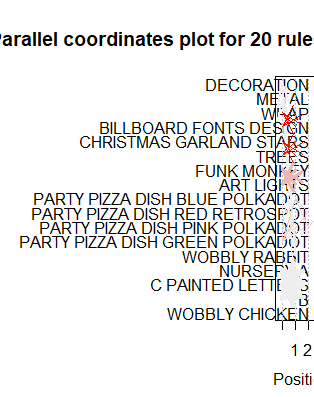 Parallel coordinates plot for 20 rule
DECORATION
METAL
WRAP
BILLBOARD FONTS DESIGN
CHRISTMAS GARLAND STARS
TREES
FUNK MONKEY
ART LIGHTS
PARTY PIZZA DISH BLUE POLKADOT
PARTY PIZZA DISH RED RETROSPOT
PARTY PIZZA DISH PINK POLKADOT
PARTY PIZZA DISH GREEN POLKADOT
WOBBLY RABBIT
NURSERY A
C PAINTED LETTERS
B
WOBBLY CHICKEN
1 2
Positi